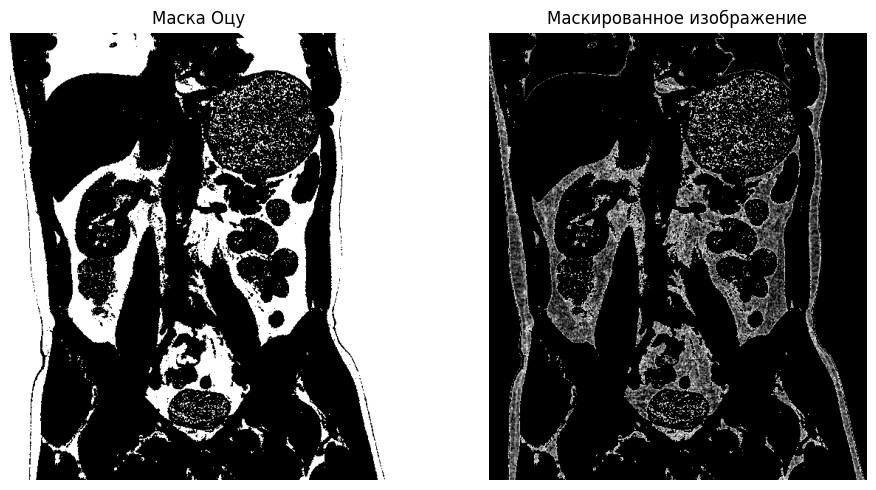 Маска Оцу
Маскированное изображение